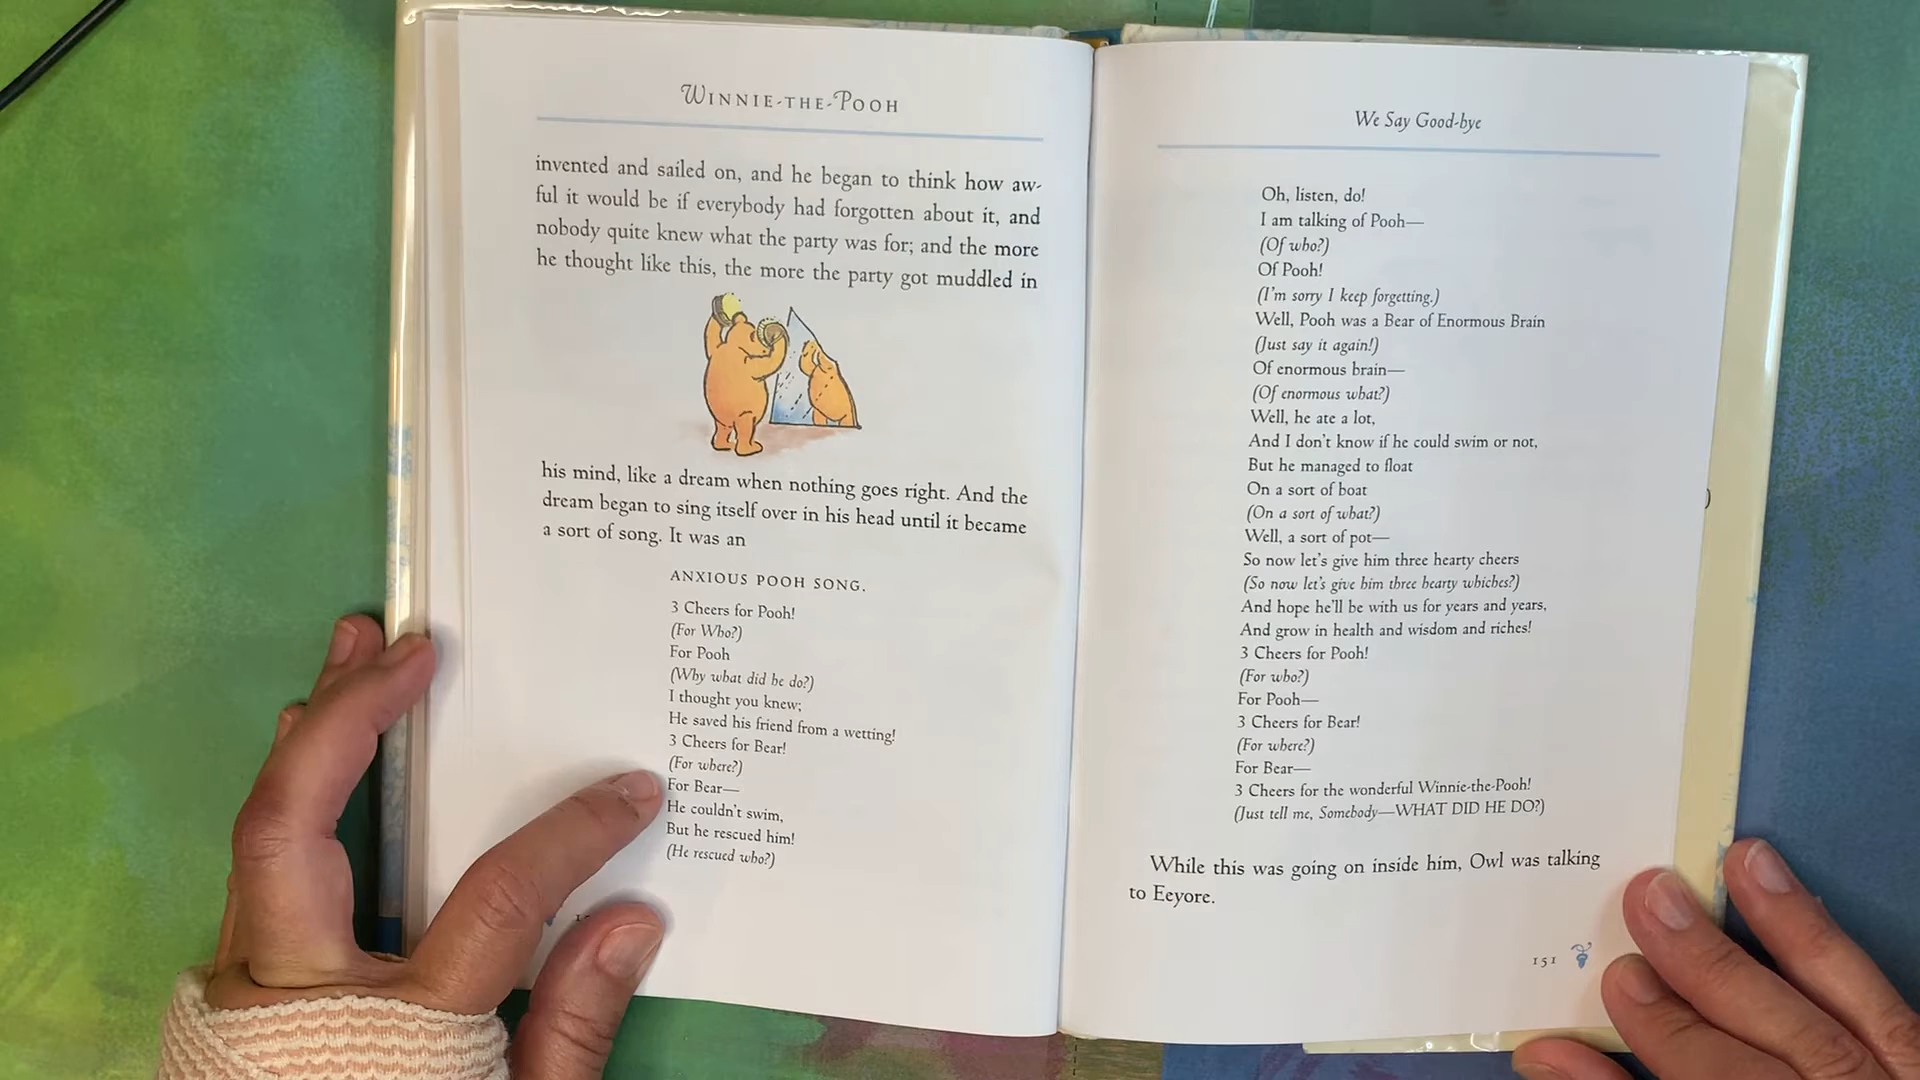 WINNIE-THE-POOH
invented and sailed on, and he began to think how aw-
ful it would be if everybody had forgotten about it, and
nobody quite knew what the party was for; and the more
he thought like this, the more the party got muddled in
his mind, like a dream when nothing goes right. And the
dream began to sing itself over in his head until it became
a sort of song. It was an
ANXIOUS POOH SONG.
3 Cheers for Pooh!
(For Who?)
For Pooh
(Why what did he do?)
I thought you knew;
He saved his friend from a wetting!
3 Cheers for Bear!
(For where?)
For Bear—
He couldn't swim,
But he rescued him!
(He rescued who?)
We Say Good-bye
Oh, listen, do!
I am talking of Pooh—
(Of who?)
Of Pooh!
(I'm sorry I keep forgetting.)
Well, Pooh was a Bear of Enormous Brain
(Just say it again!)
Of enormous brain—
(Of enormous what?)
Well, he ate a lot,
And I don't know if he could swim or not,
But he managed to float
On a sort of boat
(On a sort of what?)
Well, a sort of pot—
So now let's give him three hearty cheers
(So now let's give him three hearty whiches?)
And hope he'll be with us for years and years,
And grow in health and wisdom and riches!
3 Cheers for Pooh!
(For who?)
For Pooh—
3 Cheers for Bear!
(For where?)
For Bear—
3 Cheers for the wonderful Winnie-the-Pooh!
(Just tell me, Somebody—WHAT DID HE DO?)
While this was going on inside him, Owl was talking
to Eeyore.
151